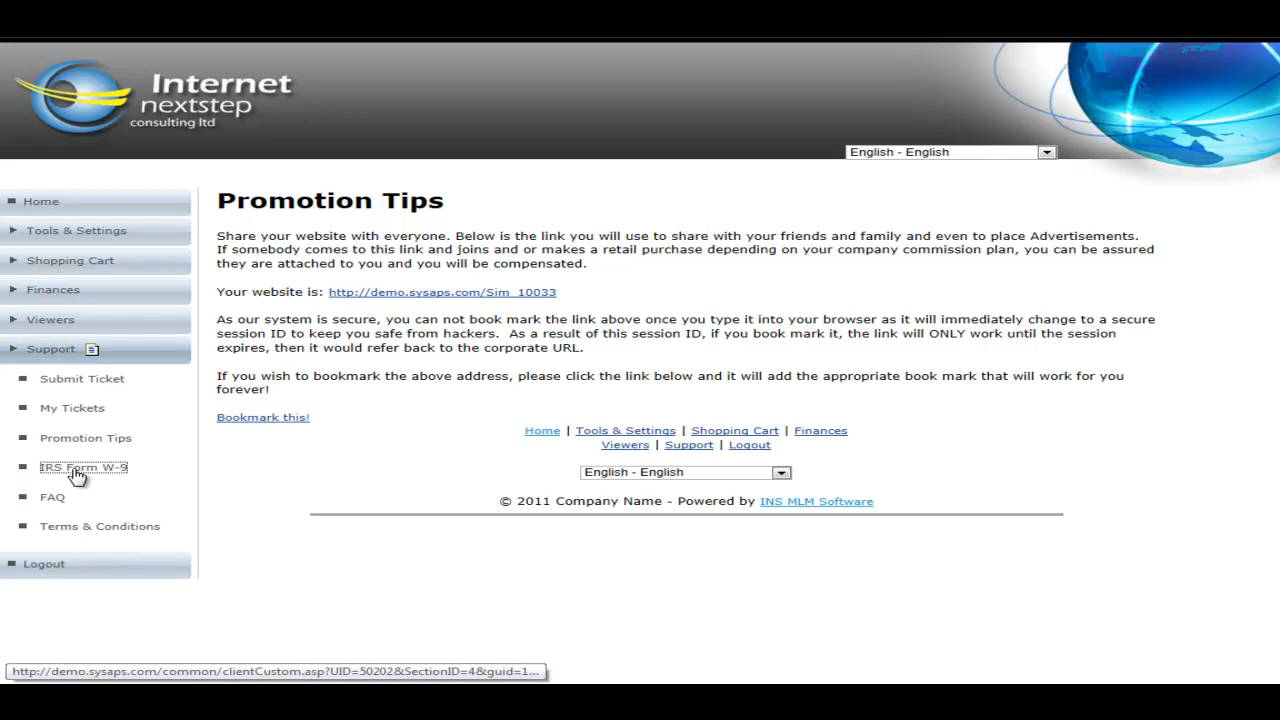 Internet
nextstep
consulting ltd
English - English
Home
Tools & Settings
Shopping Cart
Finances
Viewers
Support
Submit Ticket
My Tickets
Promotion Tips
IRS Form W-9
FAQ
Terms & Conditions
Logout
Promotion Tips
Share your website with everyone. Below is the link you will use to share with your friends and family and even to place Advertisements.
If somebody comes to this link and joins and or makes a retail purchase depending on your company commission plan, you can be assured
they are attached to you and you will be compensated.
Your website is: http://demo.sysaps.com/Sim_10033
As our system is secure, you can not book mark the link above once you type it into your browser as it will immediately change to a secure
session ID to keep you safe from hackers. As a result of this session ID, if you book mark it, the link will ONLY work until the session
expires, then it would refer back to the corporate URL.
If you wish to bookmark the above address, please click the link below and it will add the appropriate book mark that will work for you
forever!
Bookmark this!
Home | Tools & Settings | Shopping Cart | Finances
Viewers | Support | Logout
English - English
© 2011 Company Name - Powered by INS MLM Software
http://demo.sysaps.com/common/clientCustom.asp?UID=50202&SectionID=4&guid=1...